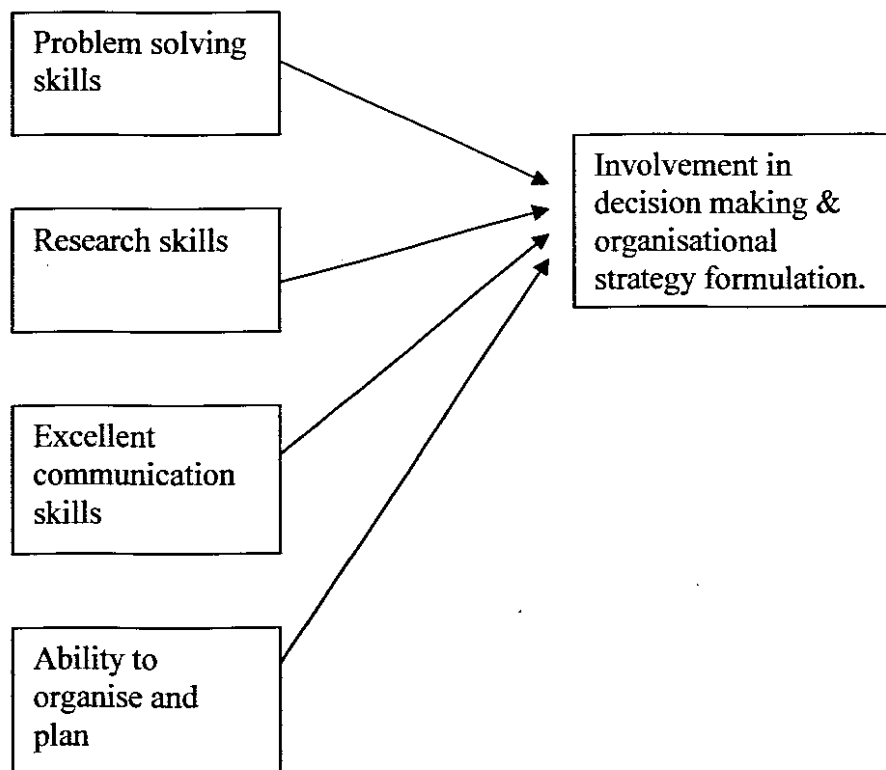 Problem solving
skills
Research skills
Excellent
communication
skills
Ability to
organise and
plan
Involvement in
decision making &
organisational
strategy formulation.